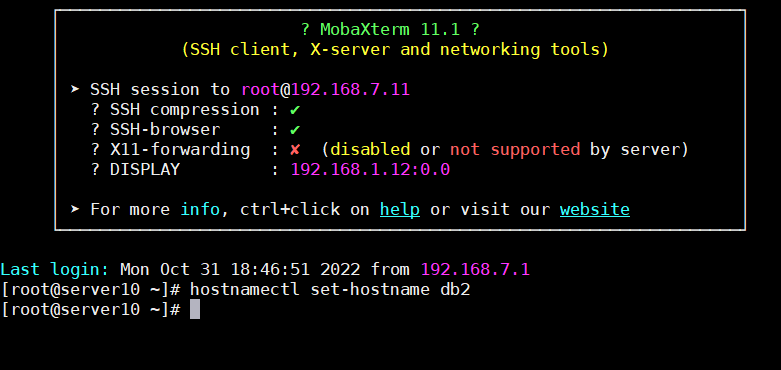 ? MobaXterm 11.1 ?
(SSH client, X-server and networking tools)
➤ SSH session to root@192.168.7.11
? SSH compression : ✔
? SSH-browser     : ✔
? X11-forwarding  : ✘  (disabled or not supported by server)
? DISPLAY         : 192.168.1.12:0.0
➤ For more info, ctrl+click on help or visit our website
Last login: Mon Oct 31 18:46:51 2022 from 192.168.7.1
[root@server10 ~]# hostnamectl set-hostname db2
[root@server10 ~]#